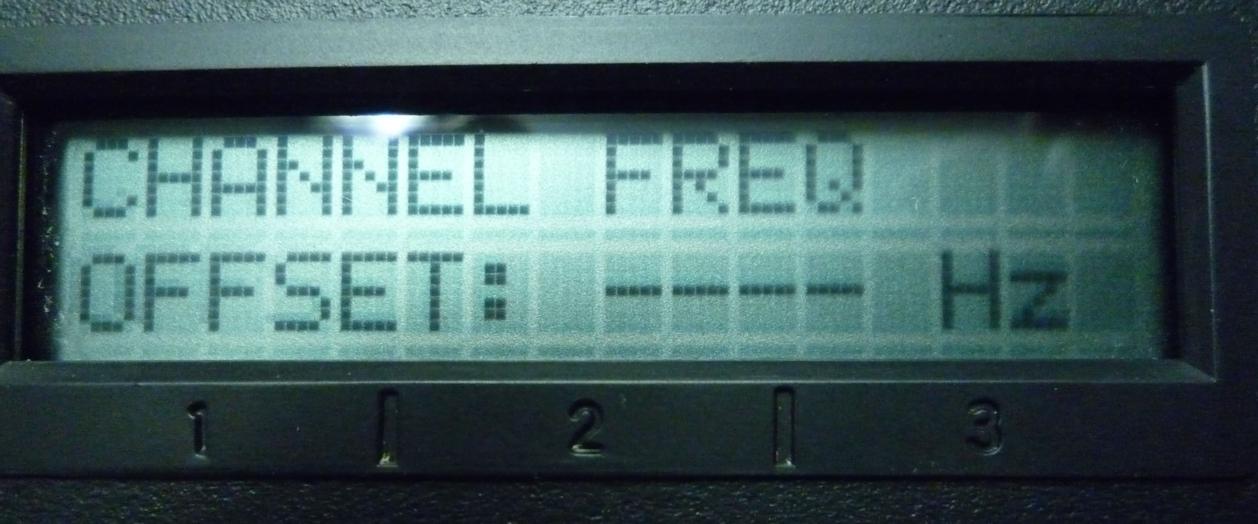 CHANNEL FREQ
OFFSET: ---- Hz
1 2 3